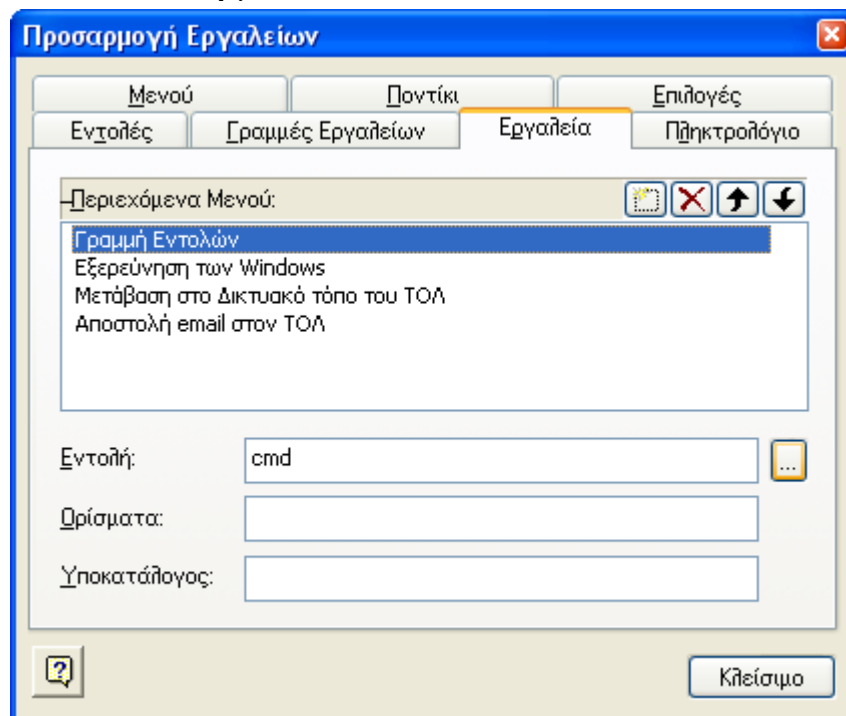 Προσαρμογή Εργαλείων
Μενού Ποντίκι Επιλογές
Εντολές Γραμμές Εργαλείων Εργαλεία Πληκτρολόγιο
Περιεχόμενα Μενού:
Γραμμή Εντολών
Εξερεύνηση των Windows
Μετάβαση στο Δικτυακό τόπο του ΤΟΛ
Αποστολή email στον ΤΟΛ
Εντολή: cmd ...
Ορίσματα:
Υποκατάλογος:
Κλείσιμο